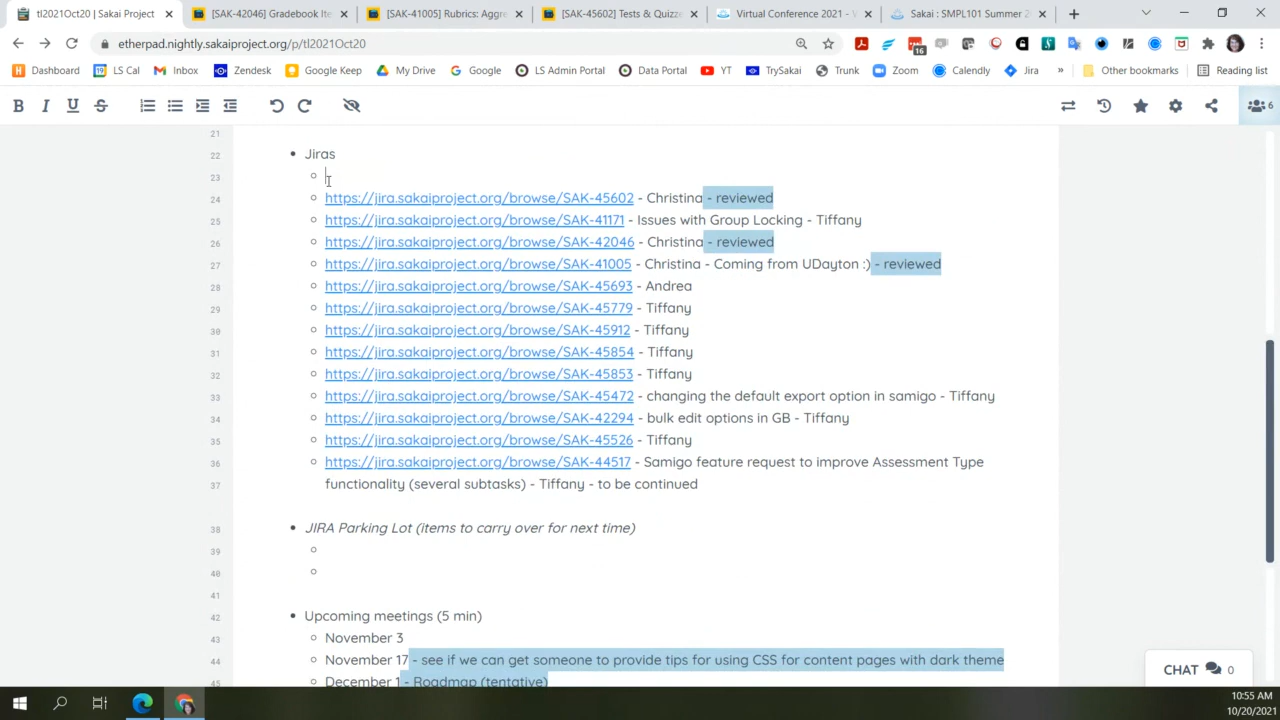 tl2021Oct20 | Sakai Project
[SAK-42046] Gradebook Ite
[SAK-41005] Rubrics: Aggre
[SAK-45602] Tests & Quizze
Virtual Conference 2021 - V
Sakai : SMPL101 Summer 2
etherpad.nightly.sakaiproject.org/p/tl2021Oct20
16
Dashboard
LS Cal
Inbox
Zendesk
Google Keep
My Drive
Google
LS Admin Portal
Data Portal
YT
TrySakai
Trunk
Zoom
Calendly
Jira
»
Other bookmarks
Reading list
B I U S
6
21
22 Jiras
23
24 https://jira.sakaiproject.org/browse/SAK-45602 - Christina - reviewed
25 https://jira.sakaiproject.org/browse/SAK-41171 - Issues with Group Locking - Tiffany
26 https://jira.sakaiproject.org/browse/SAK-42046 - Christina - reviewed
27 https://jira.sakaiproject.org/browse/SAK-41005 - Christina - Coming from UDayton :) - reviewed
28 https://jira.sakaiproject.org/browse/SAK-45693 - Andrea
29 https://jira.sakaiproject.org/browse/SAK-45779 - Tiffany
30 https://jira.sakaiproject.org/browse/SAK-45912 - Tiffany
31 https://jira.sakaiproject.org/browse/SAK-45854 - Tiffany
32 https://jira.sakaiproject.org/browse/SAK-45853 - Tiffany
33 https://jira.sakaiproject.org/browse/SAK-45472 - changing the default export option in samigo - Tiffany
34 https://jira.sakaiproject.org/browse/SAK-42294 - bulk edit options in GB - Tiffany
35 https://jira.sakaiproject.org/browse/SAK-45526 - Tiffany
36 https://jira.sakaiproject.org/browse/SAK-44517 - Samigo feature request to improve Assessment Type
37 functionality (several subtasks) - Tiffany - to be continued
38 JIRA Parking Lot (items to carry over for next time)
39
40
41
42 Upcoming meetings (5 min)
43 November 3
44 November 17 - see if we can get someone to provide tips for using CSS for content pages with dark theme
45 December 1 - Roadmap (tentative)
CHAT 0
10:55 AM
10/20/2021